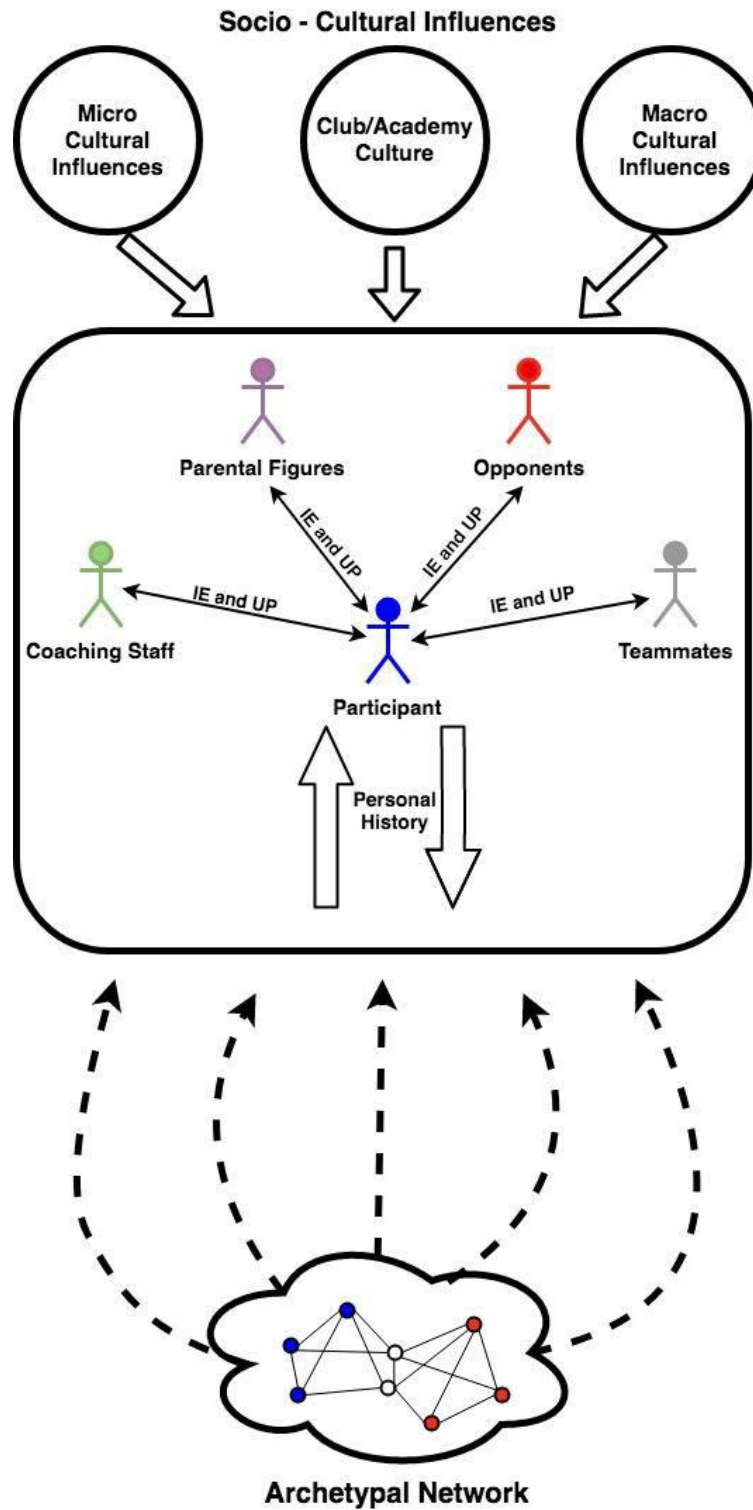 Socio - Cultural Influences
Micro
Cultural
Influences
Club/Academy
Culture
Macro
Cultural
Influences
Parental Figures
Opponents
IE and UP
IE and UP
IE and UP
IE and UP
Coaching Staff
Teammates
Participant
Personal
History
Archetypal Network